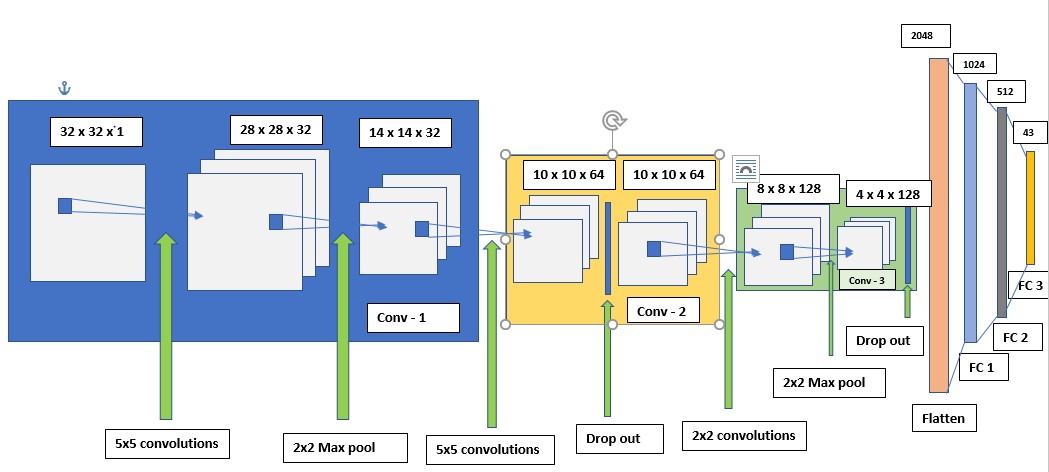 32 x 32 x 1
28 x 28 x 32
14 x 14 x 32
Conv - 1
10 x 10 x 64
10 x 10 x 64
Conv - 2
8 x 8 x 128
4 x 4 x 128
Conv - 3
2048
1024
512
43
FC 3
FC 2
FC 1
Flatten
5x5 convolutions
2x2 Max pool
5x5 convolutions
Drop out
2x2 convolutions
2x2 Max pool
Drop out